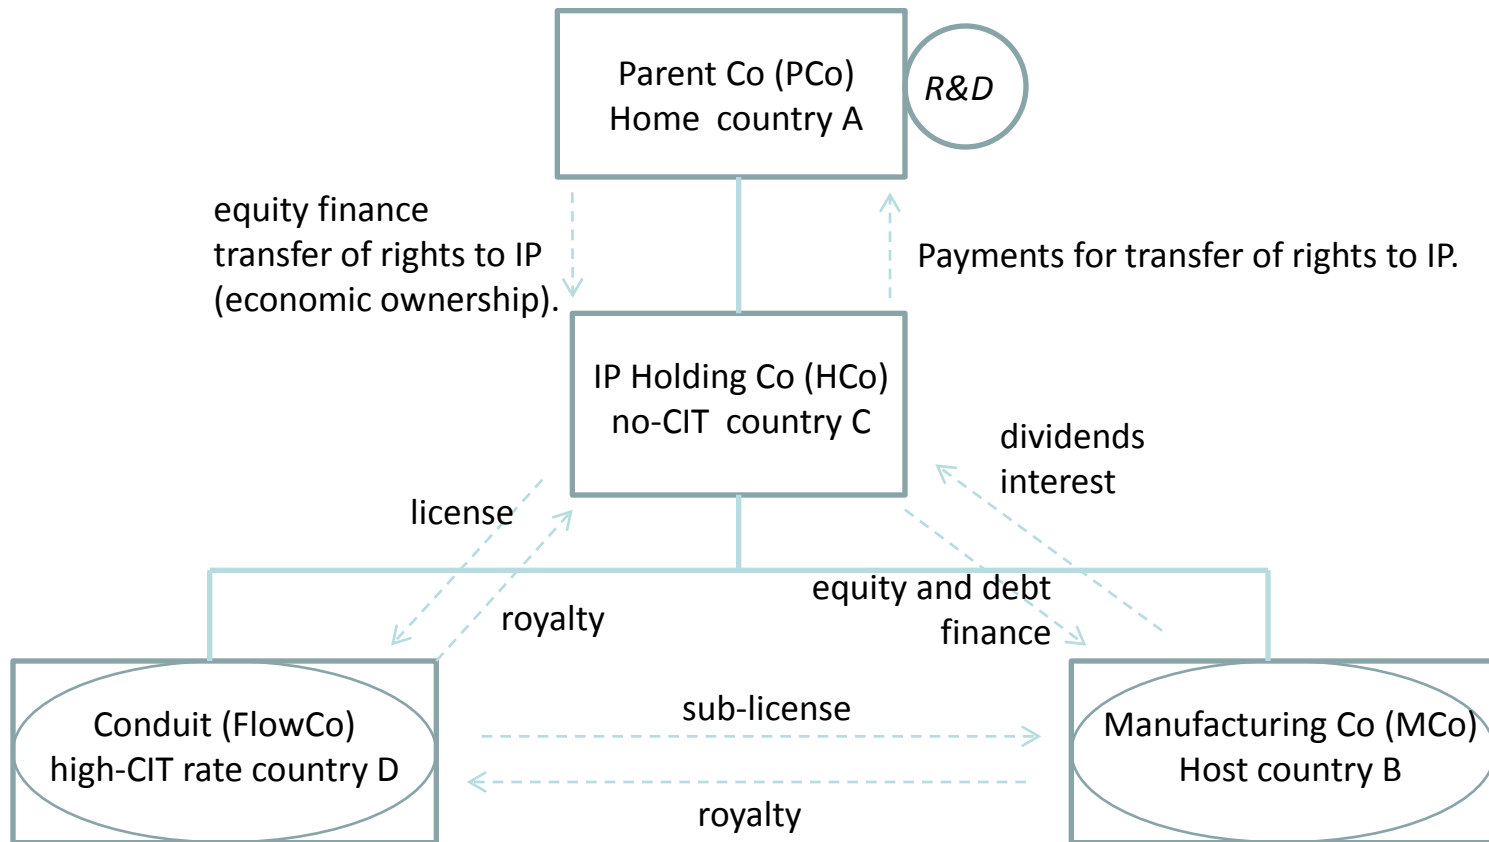 Parent Co (PCo)
Home country A
R&D
equity finance
transfer of rights to IP
(economic ownership).
Payments for transfer of rights to IP.
IP Holding Co (HCo)
no-CIT country C
dividends
interest
license
royalty
equity and debt
finance
Conduit (FlowCo)
high-CIT rate country D
sub-license
royalty
Manufacturing Co (MCo)
Host country B